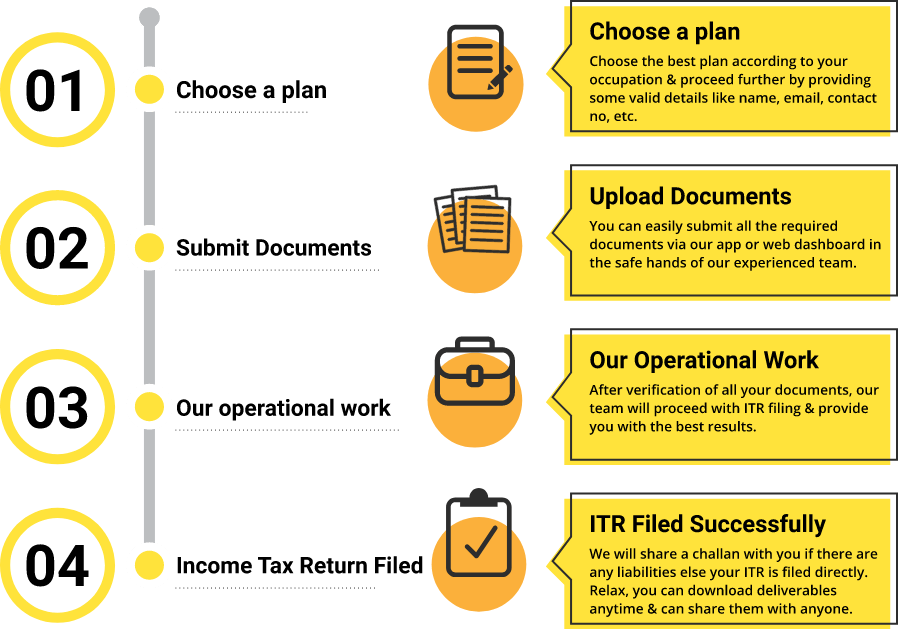 01
Choose a plan
Choose a plan
Choose the best plan according to your
occupation & proceed further by providing
some valid details like name, email, contact
no, etc.
02
Submit Documents
Upload Documents
You can easily submit all the required
documents via our app or web dashboard in
the safe hands of our experienced team.
03
Our operational work
Our Operational Work
After verification of all your documents, our
team will proceed with ITR filing & provide
you with the best results.
04
Income Tax Return Filed
ITR Filed Successfully
We will share a challan with you if there are
any liabilities else your ITR is filed directly.
Relax, you can download deliverables
anytime & can share them with anyone.